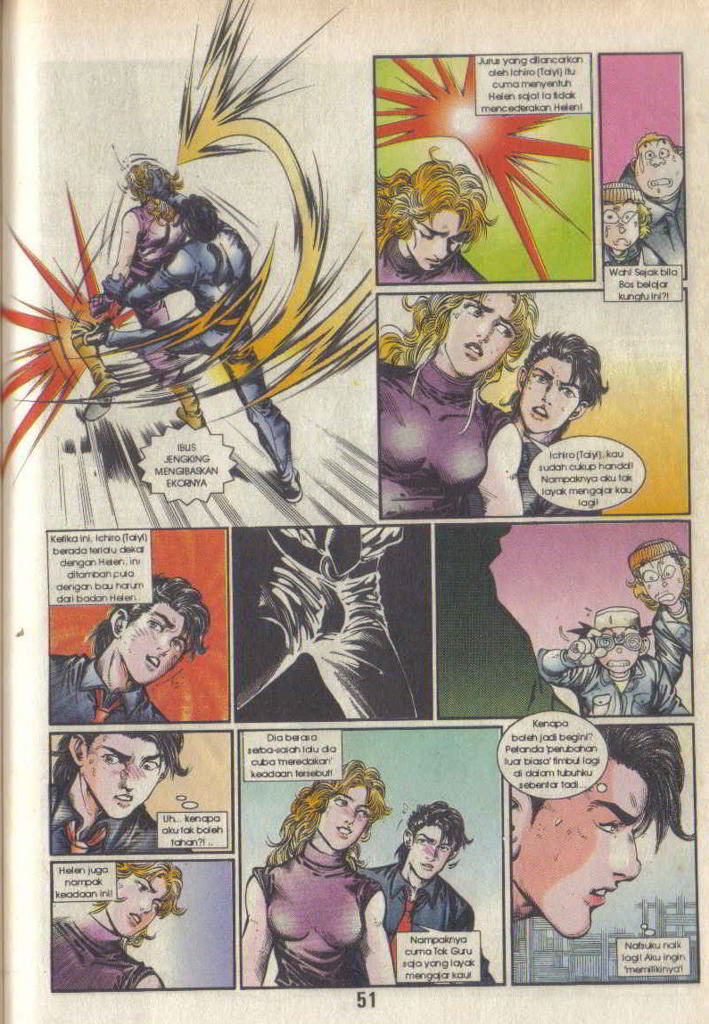 IBUS
JENGKING
MENGIBASKAN
EKORNYA
Jurus yang dilancarkan
oleh Ichiro (Taiyi) itu
cuma menyentuh
Helen saja! Ia tidak
mencederakan Helen!
Wah! Sejak bila
Bos belajar
kungfu ini?!
Ichiro (Taiyi), kau
sudah cukup handal!
Nampaknya aku tak
layak mengajar kau
lagi!
Ketika ini, Ichiro (Taiyi)
berada terlalu dekat
dengan Helen, ini
ditambah pula
dengan bau harum
dari badan Helen..
Uh... kenapa
aku tak boleh
tahan?! ..
Helen juga
nampak
keadaan ini!
Dia berasa
serba-salah lalu dia
cuba 'meredakan'
keadaan tersebut!
Nampaknya
cuma Tok Guru
saja yang layak
mengajar kau!
Kenapa
boleh jadi begini?
Petanda 'perubahan
luar biasa' timbul lagi
di dalam tubuhku
sebentar tadi...
Nafsuku naik
lagi! Aku ingin
'memilikinya'!
51